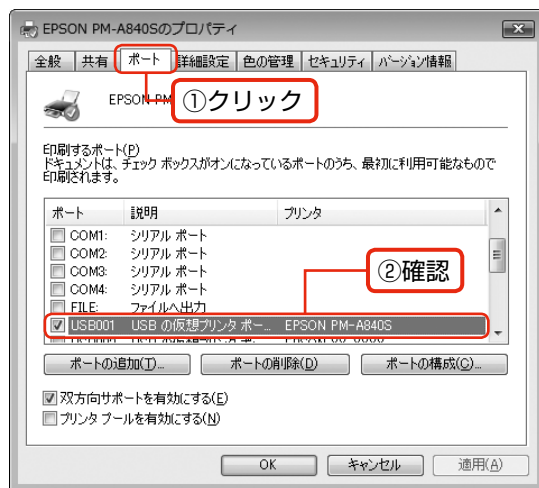 EPSON PM-A840Sのプロパティ
全般 共有 ポート 詳細設定 色の管理 セキュリティ バージョン情報
①クリック
EPSON PM
印刷するポート(P)
ドキュメントは、チェック ボックスがオンになっているポートのうち、最初に利用可能なもので
印刷されます。
ポート 説明 プリンタ
COM1: シリアル ポート
COM2: シリアル ポート
COM3: シリアル ポート
COM4: シリアル ポート
②確認
FILE: ファイルへ出力
USB001 USB の仮想プリンタ ポー... EPSON PM-A840S
ポートの追加(T)... ポートの削除(D) ポートの構成(C)...
双方向サポートを有効にする(E)
プリンタ プールを有効にする(N)
OK キャンセル 適用(A)